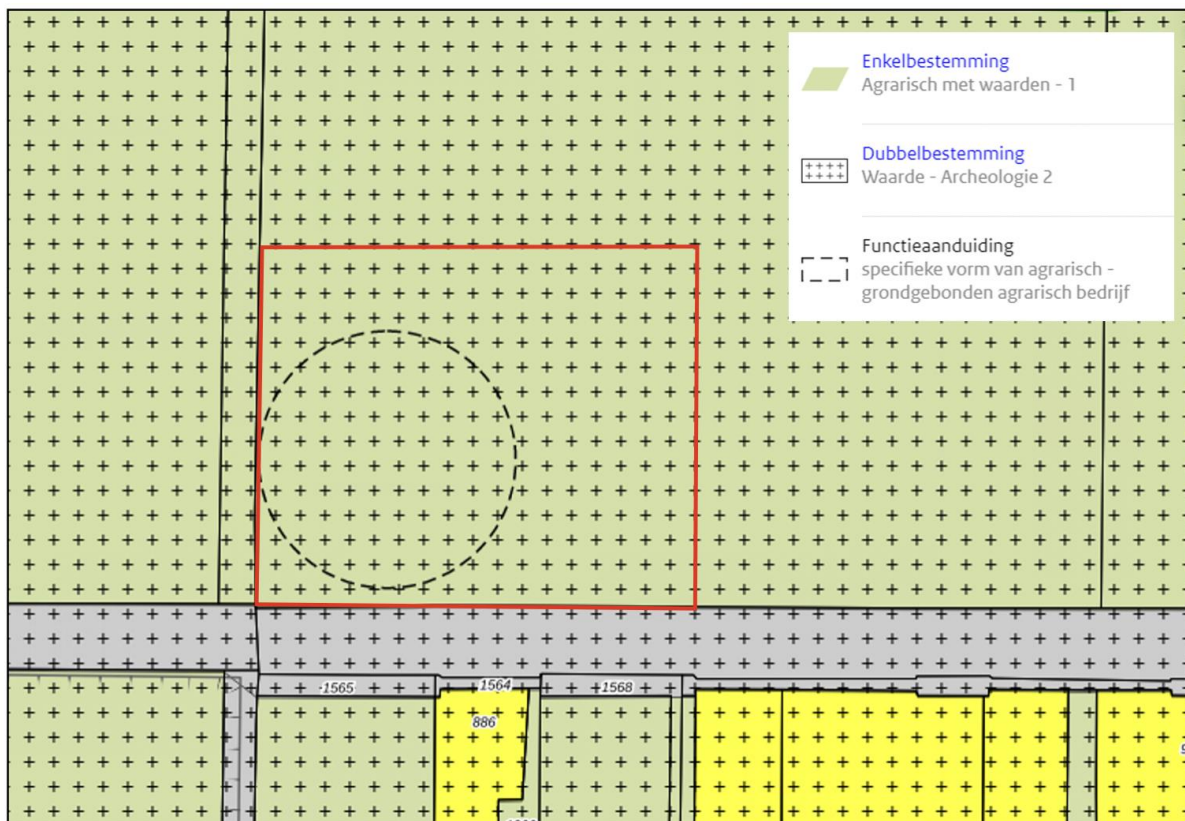 Enkelbestemming
Agrarisch met waarden - 1
Dubbelbestemming
Waarde - Archeologie 2
Functieaanduiding
specifieke vorm van agrarisch -
grondgebonden agrarisch bedrijf
1565
1564
1568
886